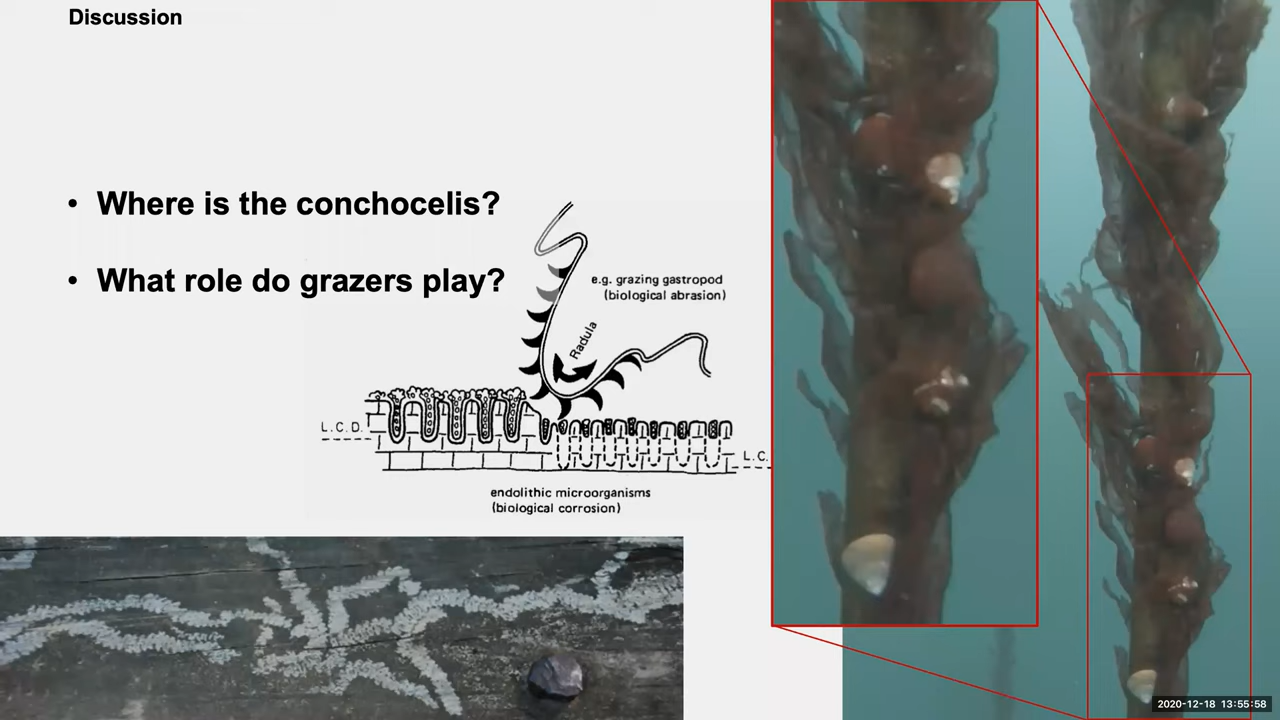 Discussion
• Where is the conchocelis?
• What role do grazers play?
e.g. grazing gastropod
(biological abrasion)
Radula
L.C.D.
L.C.
endolithic microorganisms
(biological corrosion)
2020-12-18 13:55:58